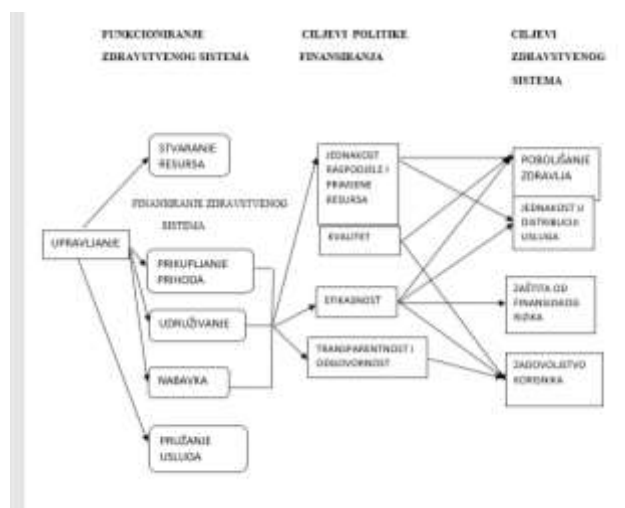 FUNKCIONIRANJE
ZDRAVSTVENOG SISTEMA
CILJEVI POLITIKE
FINANSIRANJA
CILJEVI
ZDRAVSTVENOG
SISTEMA
STVARANJE
RESURSA
FINANSIRANJE ZDRAVSTVENOG
SISTEMA
UPRAVLJANJE
PRIKUPLJANJE
PRIHODA
UDRUŽIVANJE
NABAVKA
PRUŽANJE
USLUGA
JEDNAKOST
RASPODJELE I
PRIMJENE
RESURSA
KVALITET
EFIKASNOST
TRANSPARENTNOST I
ODGOVORNOST
POBOLJŠANJE
ZDRAVLJA
JEDNAKOST U
DISTRIBUCIJI
USLUGA
ZAŠTITA OD
FINANSIJSKOG
RIZIKA
ZADOVOLJSTVO
KORISNIKA